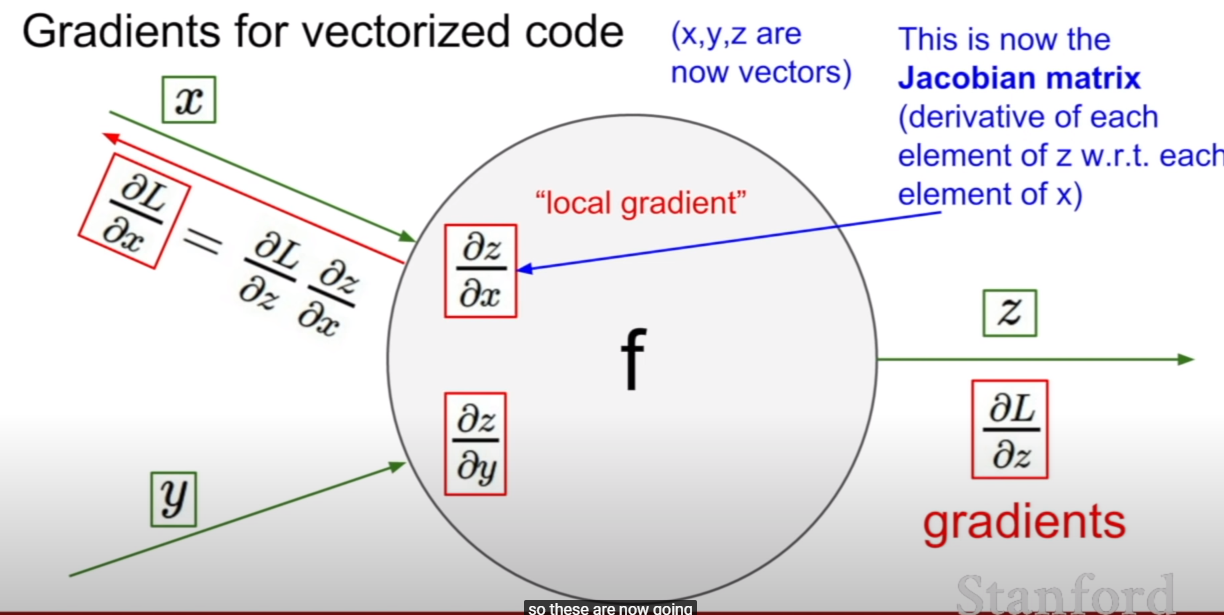 Gradients for vectorized code
(x,y,z are
now vectors)
This is now the
Jacobian matrix
(derivative of each
element of z w.r.t. each
element of x)
x
∂L/∂x = ∂L/∂z ∂z/∂x
“local gradient”
∂z/∂x
f
z
∂L/∂z
∂z/∂y
y
gradients
Stanford
so these are now going